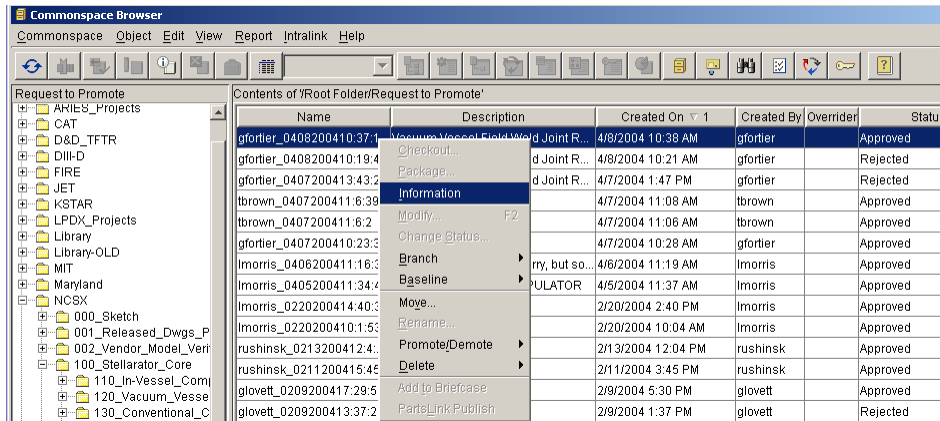 Commonspace Browser
Commonspace Object Edit View Report Intralink Help
Request to Promote
Contents of '/Root Folder/Request to Promote'
ARIES_Projects
CAT
D&D_TFTR
DIII-D
FIRE
JET
KSTAR
LPDX_Projects
Library
Library-OLD
MIT
Maryland
NCSX
000_Sketch
001_Released_Dwgs_P
002_Vendor_Model_Veri
100_Stellarator_Core
110_In-Vessel_Comp
120_Vacuum_Vesse
130_Conventional_C
Name Description Created On 1 Created By Overrider Statu
gfortier_0408200410:37:1 Vacuum Vessel Field Weld Joint R... 4/8/2004 10:38 AM gfortier Approved
gfortier_0408200410:19:4 d Joint R... 4/8/2004 10:21 AM gfortier Rejected
gfortier_0407200413:43:2 d Joint R... 4/7/2004 1:47 PM gfortier Rejected
tbrown_0407200411:6:39 4/7/2004 11:08 AM tbrown Approved
tbrown_0407200411:6:2 4/7/2004 11:06 AM tbrown Approved
gfortier_0407200410:23:3 4/7/2004 10:28 AM gfortier Approved
lmorris_0406200411:16:3 rry, but so... 4/6/2004 11:19 AM lmorris Approved
lmorris_0405200411:34:4 PULATOR 4/5/2004 11:37 AM lmorris Approved
lmorris_0220200414:40:3 2/20/2004 2:40 PM lmorris Approved
lmorris_0220200410:1:53 2/20/2004 10:04 AM lmorris Approved
rushinsk_0213200412:4:. 2/13/2004 12:04 PM rushinsk Approved
rushinsk_0211200415:45 2/11/2004 3:45 PM rushinsk Approved
glovett_0209200417:29:5 2/9/2004 5:30 PM glovett Approved
glovett_0209200413:37:2 2/9/2004 1:37 PM glovett Rejected
Checkout...
Package...
Information
Modify... F2
Change Status...
Branch
Baseline
Move...
Rename...
Promote/Demote
Delete
Add to Briefcase
PartsLink Publish